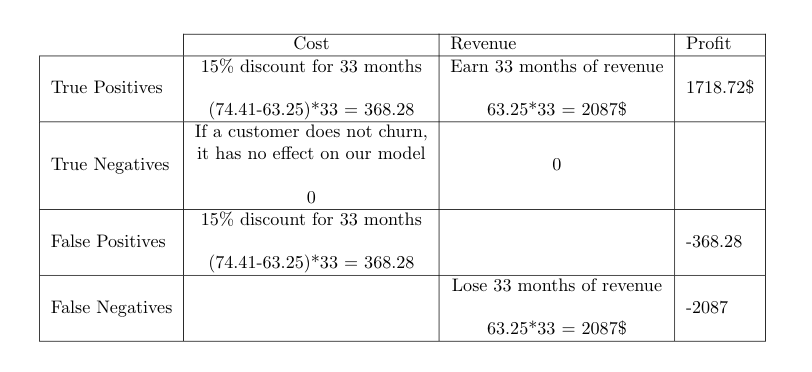 Cost Revenue Profit
True Positives
15% discount for 33 months
(74.41-63.25)*33 = 368.28
Earn 33 months of revenue
63.25*33 = 2087$
1718.72$
True Negatives
If a customer does not churn,
it has no effect on our model
0
0
False Positives
15% discount for 33 months
(74.41-63.25)*33 = 368.28
-368.28
False Negatives
Lose 33 months of revenue
63.25*33 = 2087$
-2087